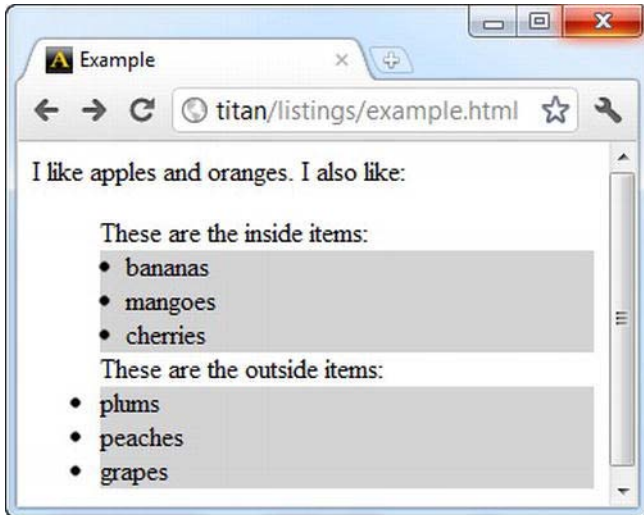 Example
titan/listings/example.html
I like apples and oranges. I also like:
These are the inside items:
• bananas
• mangoes
• cherries
These are the outside items:
• plums
• peaches
• grapes